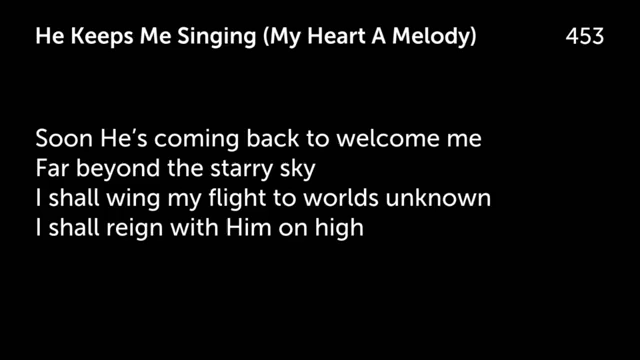 He Keeps Me Singing (My Heart A Melody) 453
Soon He’s coming back to welcome me
Far beyond the starry sky
I shall wing my flight to worlds unknown
I shall reign with Him on high